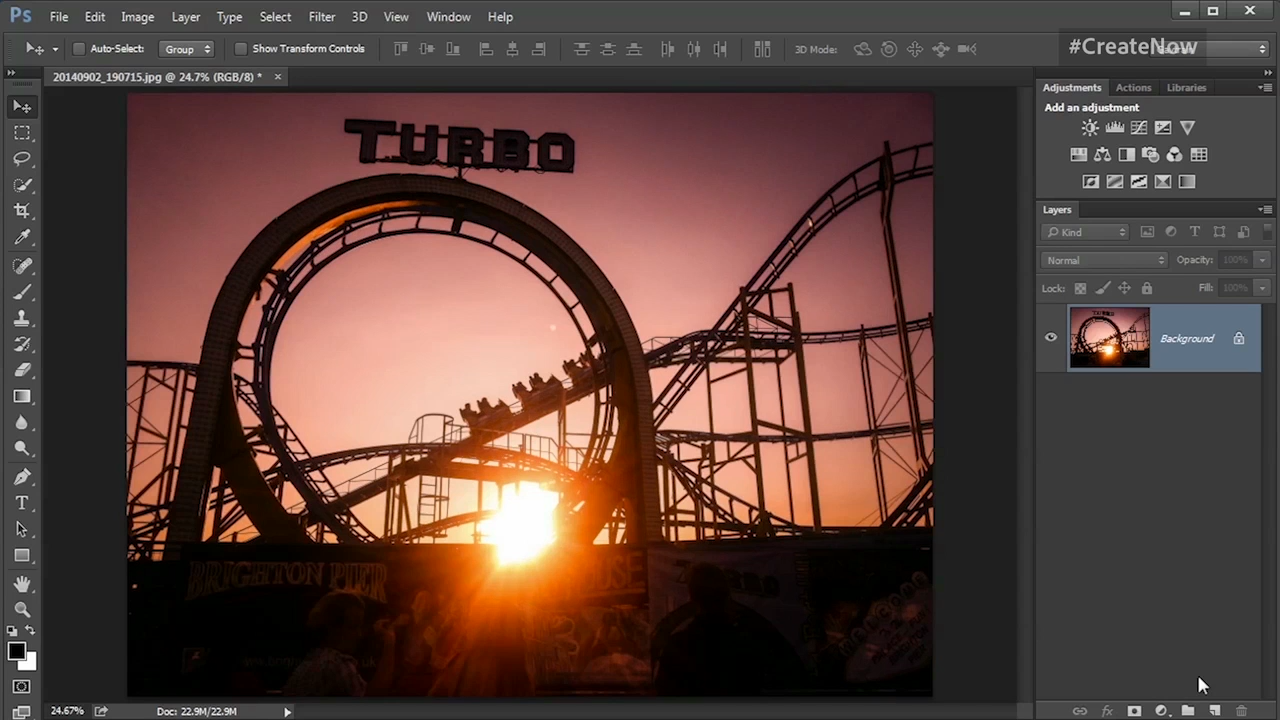 Ps File Edit Image Layer Type Select Filter 3D View Window Help
Auto-Select: Group Show Transform Controls 3D Mode: #CreateNow
20140902_190715.jpg @ 24.7% (RGB/8) * ×
Adjustments Actions Libraries
Add an adjustment
TURBO
Layers
Kind
Normal Opacity: 100%
Lock: Fill: 100%
Background
BRIGHTON PIER
24.67% Doc: 22.9M/22.9M